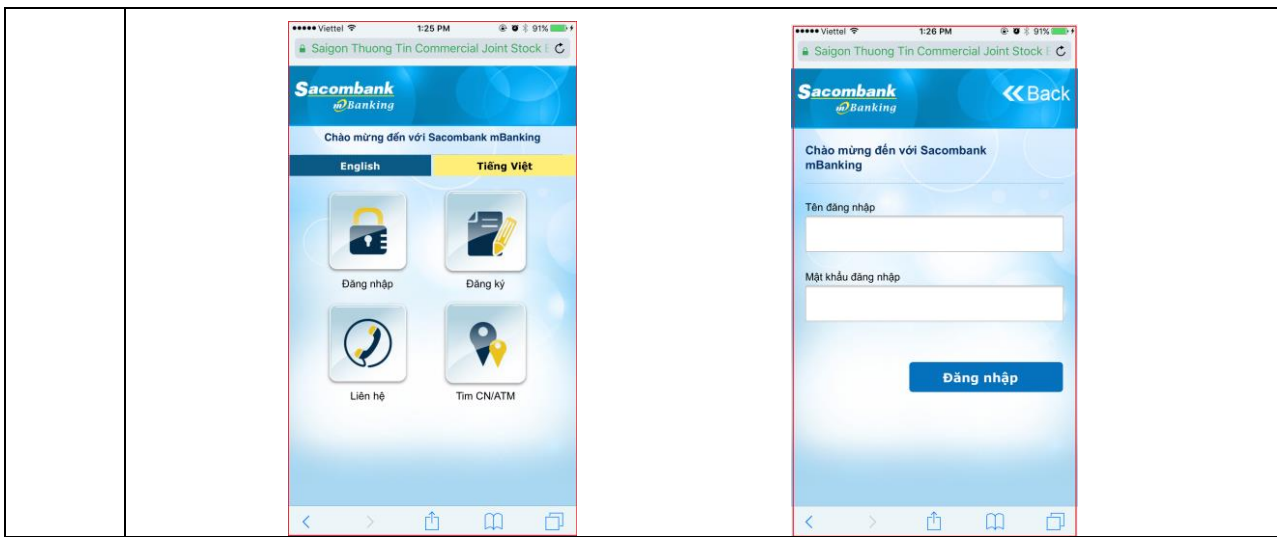 Viettel 1:25 PM 91%
Saigon Thuong Tin Commercial Joint Stock
Sacombank
mBanking
Chào mừng đến với Sacombank mBanking
English Tiếng Việt
Đăng nhập Đăng ký
Liên hệ Tìm CN/ATM
Viettel 1:26 PM 91%
Saigon Thuong Tin Commercial Joint Stock
Sacombank
mBanking
Back
Chào mừng đến với Sacombank
mBanking
Tên đăng nhập
Mật khẩu đăng nhập
Đăng nhập